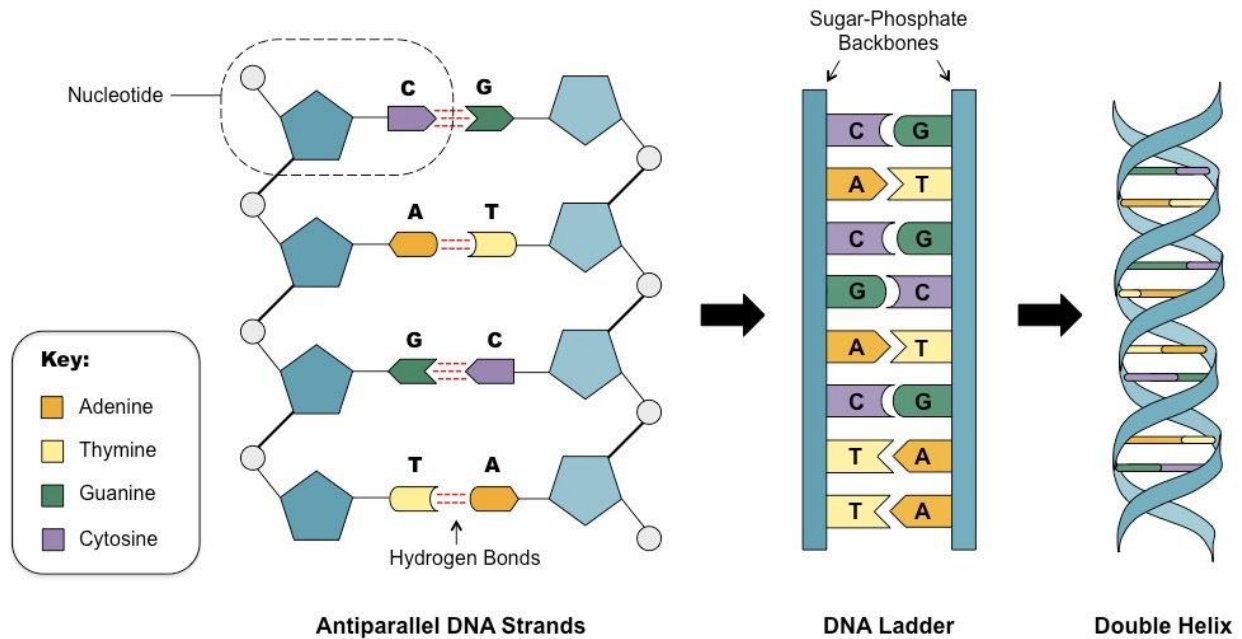 Nucleotide
C G
A T
G C
T A
Hydrogen Bonds
Key:
Adenine
Thymine
Guanine
Cytosine
Antiparallel DNA Strands
Sugar-Phosphate
Backbones
C G
A T
C G
G C
A T
C G
T A
T A
DNA Ladder
Double Helix